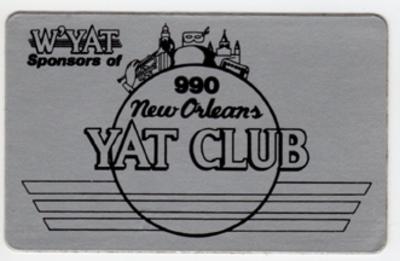 W'YAT
Sponsors of
990
New Orleans
YAT CLUB